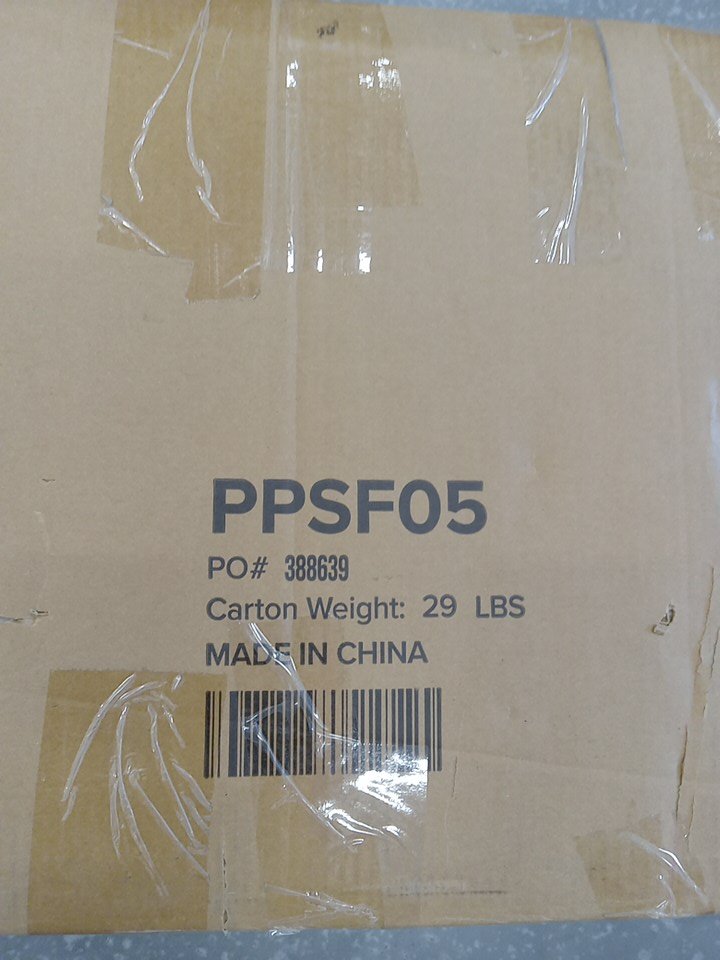 PPSF05
PO# 388639
Carton Weight: 29 LBS
MADE IN CHINA